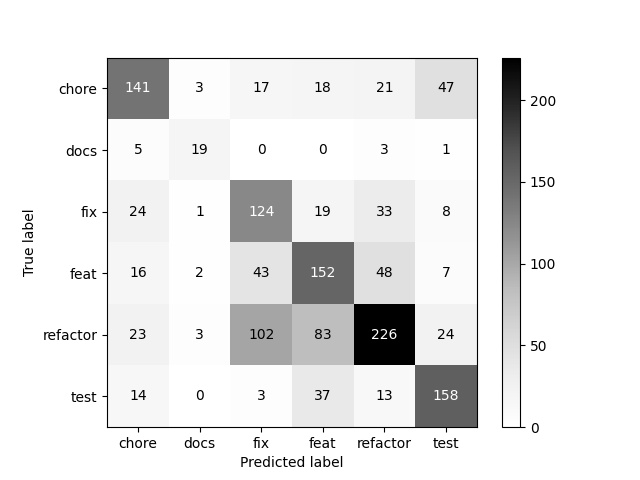 chore 141 3 17 18 21 47
docs 5 19 0 0 3 1
fix 24 1 124 19 33 8
feat 16 2 43 152 48 7
refactor 23 3 102 83 226 24
test 14 0 3 37 13 158
chore docs fix feat refactor test
Predicted label
True label
200
150
100
50
0